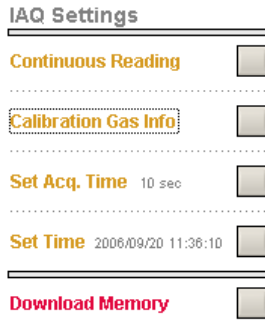 IAQ Settings
Continuous Reading
Calibration Gas Info
Set Acq. Time 10 sec
Set Time 2006/09/20 11:36:10
Download Memory